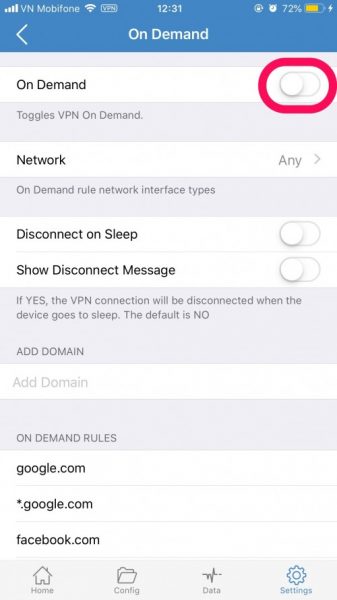 VN Mobifone VPN 12:31 72%
On Demand
On Demand
Toggles VPN On Demand.
Network Any
On Demand rule network interface types
Disconnect on Sleep
Show Disconnect Message
If YES, the VPN connection will be disconnected when the
device goes to sleep. The default is NO
ADD DOMAIN
Add Domain
ON DEMAND RULES
google.com
*.google.com
facebook.com
Home Config Data Settings